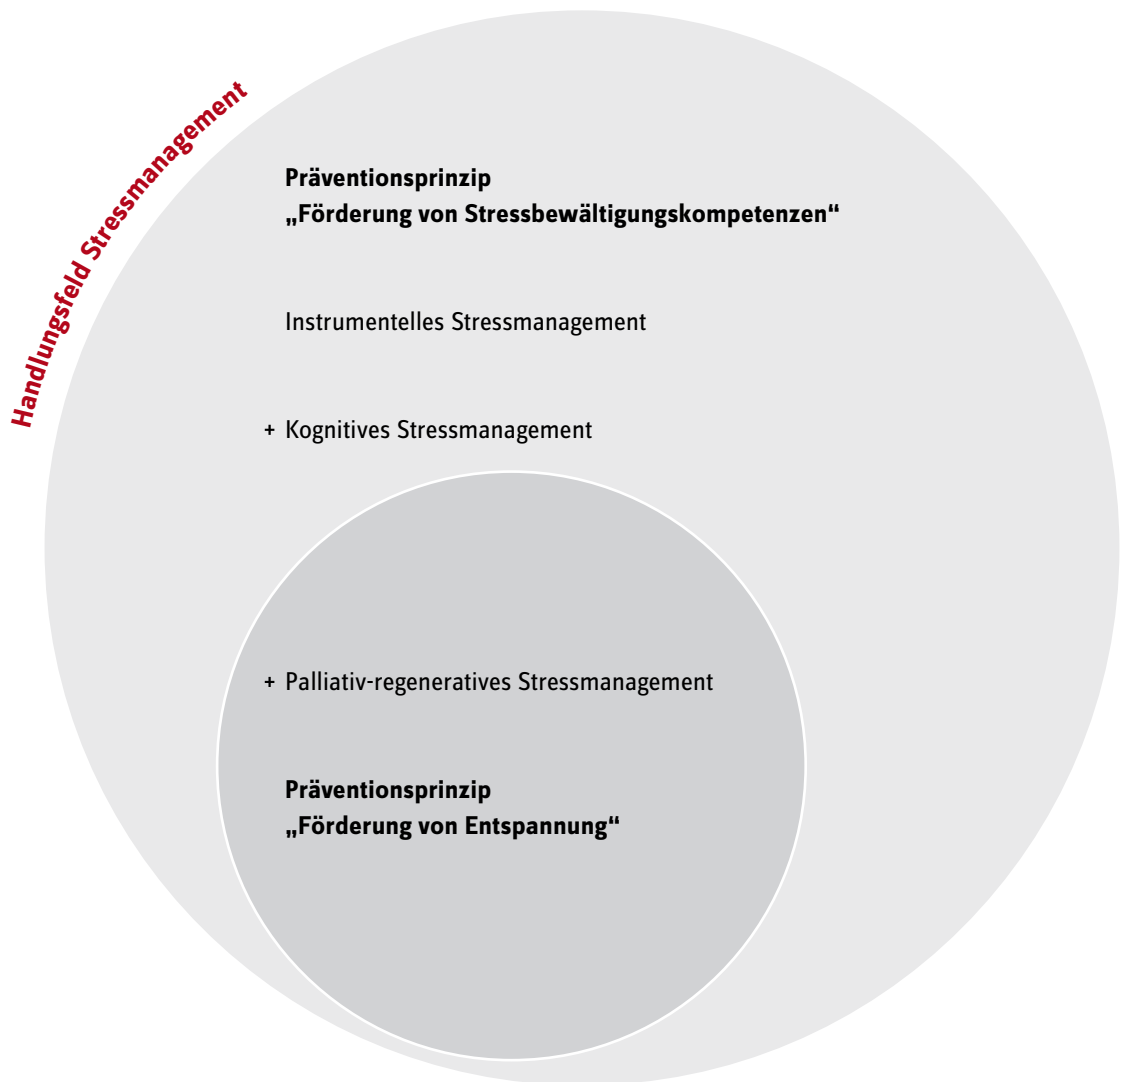 Handlungsfeld Stressmanagement
Präventionsprinzip
„Förderung von Stressbewältigungskompetenzen“
Instrumentelles Stressmanagement
+ Kognitives Stressmanagement
+ Palliativ-regeneratives Stressmanagement
Präventionsprinzip
„Förderung von Entspannung“